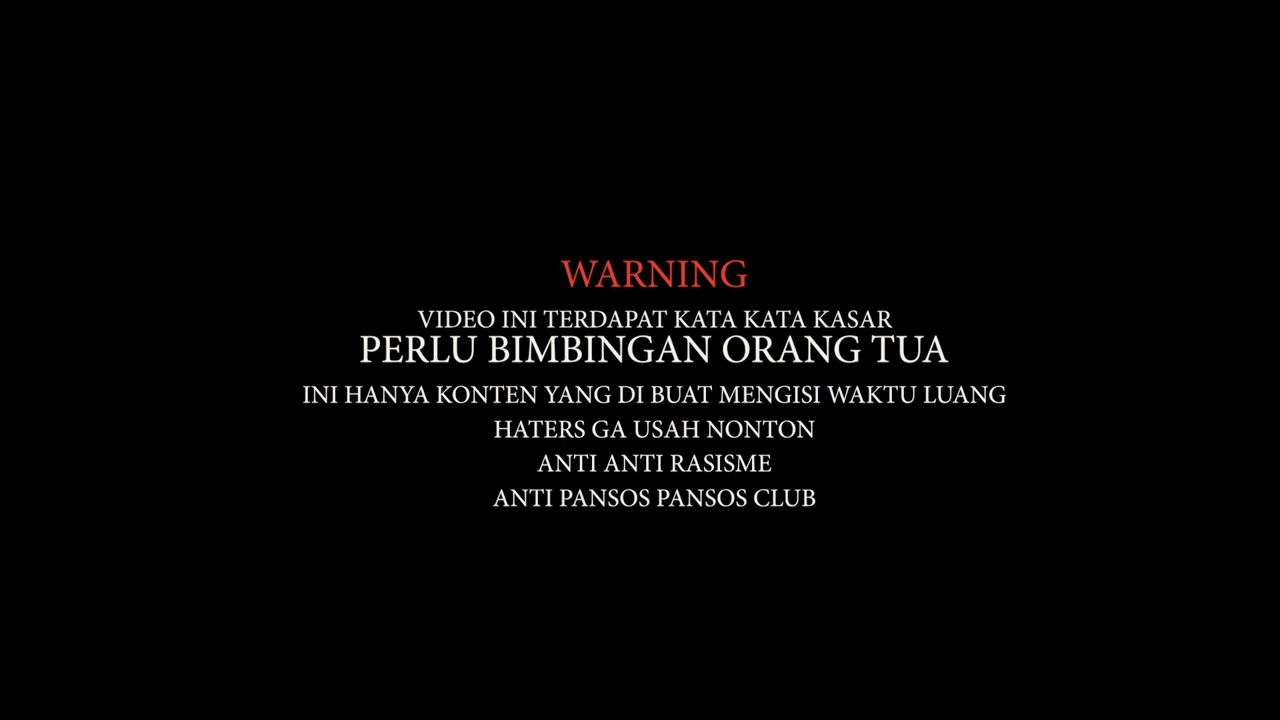 WARNING
VIDEO INI TERDAPAT KATA KATA KASAR
PERLU BIMBINGAN ORANG TUA
INI HANYA KONTEN YANG DI BUAT MENGISI WAKTU LUANG
HATERS GA USAH NONTON
ANTI ANTI RASISME
ANTI PANSOS PANSOS CLUB